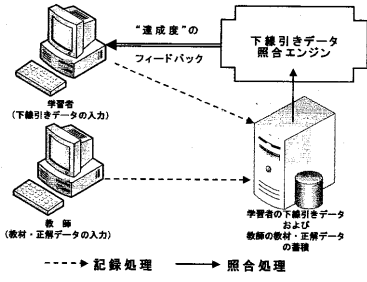 “達成度”の
フィードバック
下線引きデータ
照合エンジン
学習者
(下線引きデータの入力)
教 師
(教材・正解データの入力)
学習者の下線引きデータ
および
教師の教材・正解データ
の蓄積
記録処理
照合処理